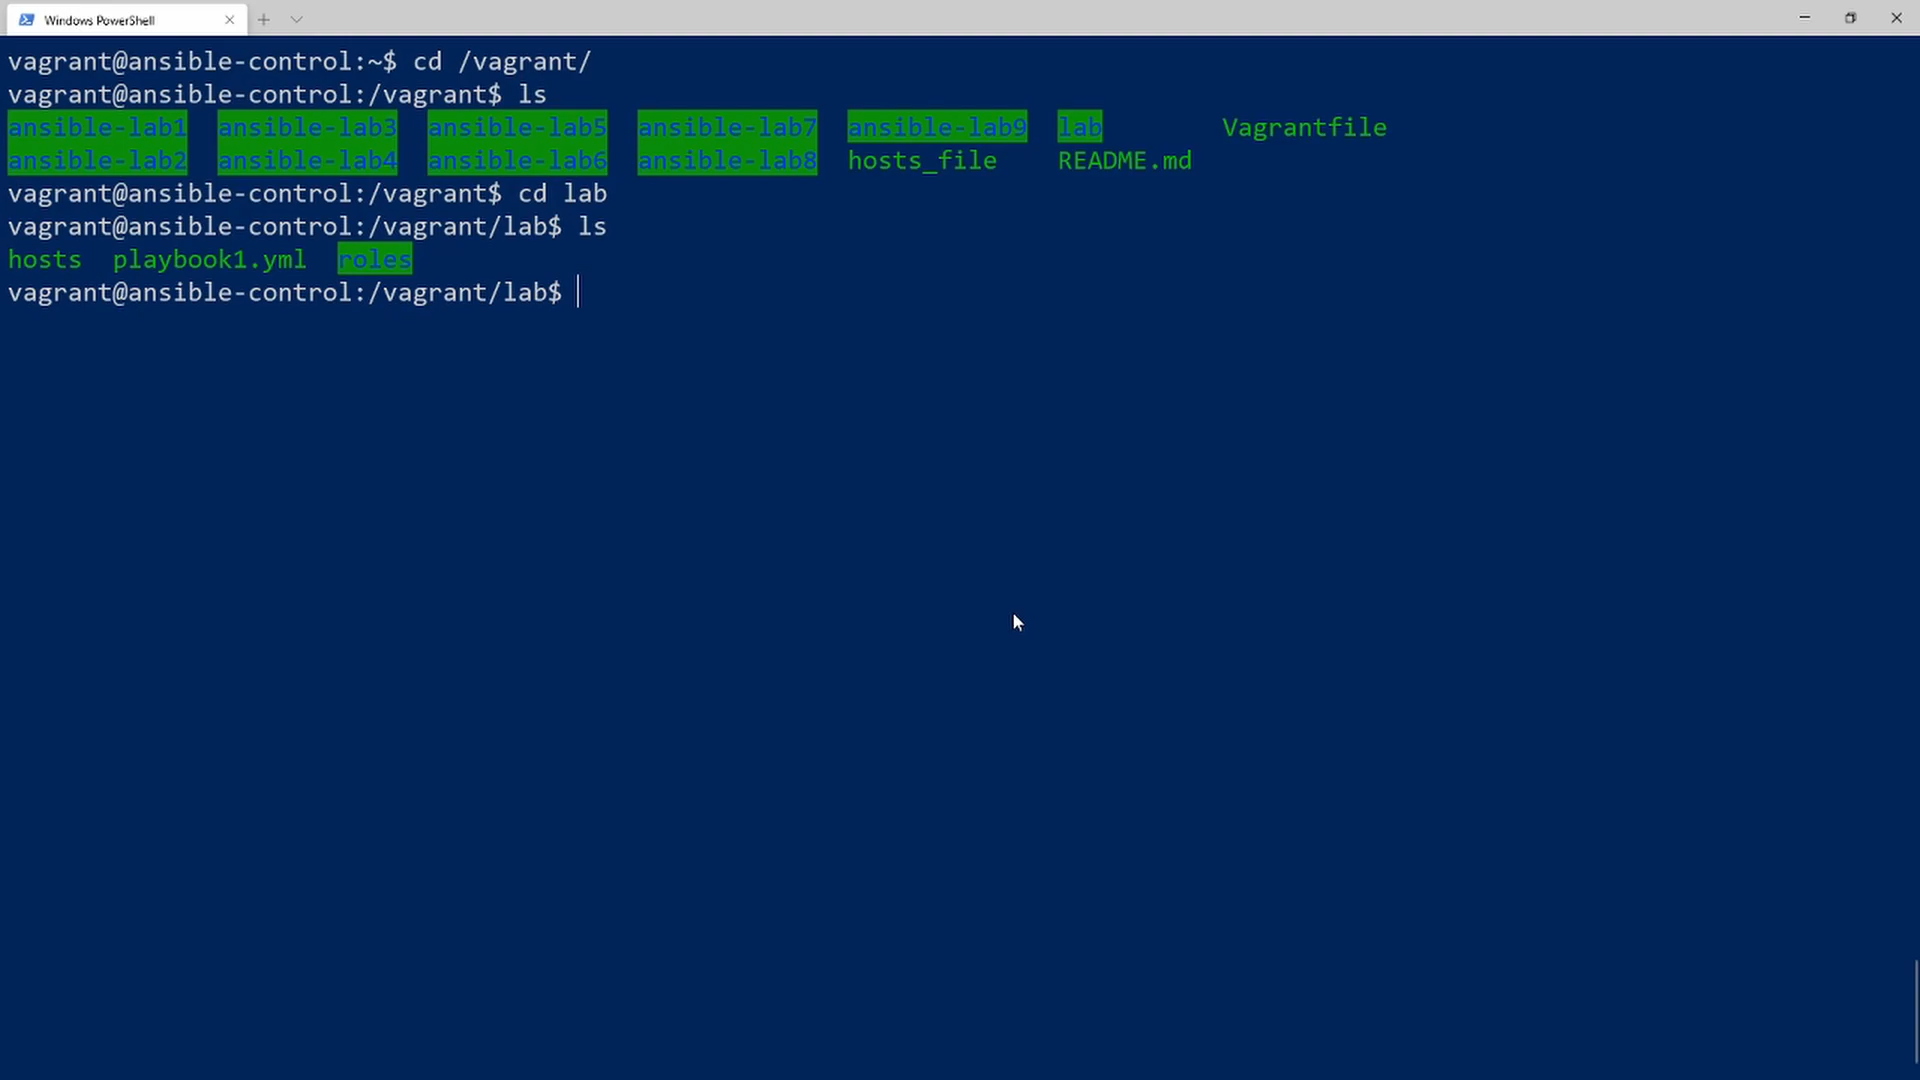 Windows PowerShell
vagrant@ansible-control:~$ cd /vagrant/
vagrant@ansible-control:/vagrant$ ls
ansible-lab1  ansible-lab3  ansible-lab5  ansible-lab7  ansible-lab9  lab        Vagrantfile
ansible-lab2  ansible-lab4  ansible-lab6  ansible-lab8  hosts_file    README.md
vagrant@ansible-control:/vagrant$ cd lab
vagrant@ansible-control:/vagrant/lab$ ls
hosts  playbook1.yml  roles
vagrant@ansible-control:/vagrant/lab$